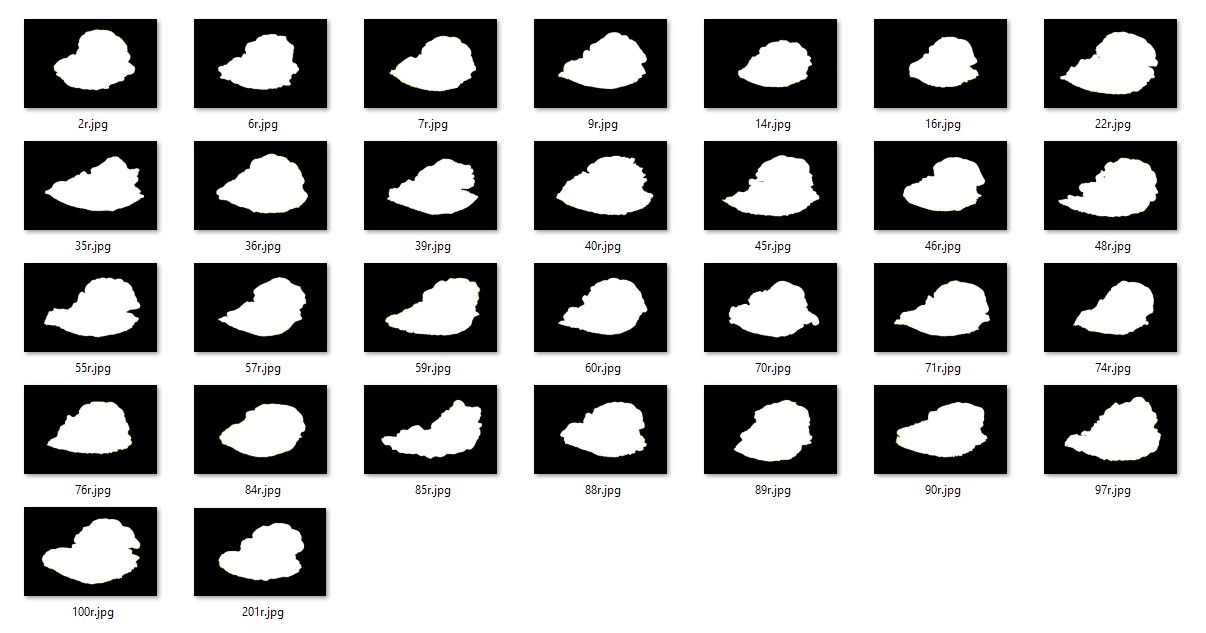 2r.jpg 6r.jpg 7r.jpg 9r.jpg 14r.jpg 16r.jpg 22r.jpg
35r.jpg 36r.jpg 39r.jpg 40r.jpg 45r.jpg 46r.jpg 48r.jpg
55r.jpg 57r.jpg 59r.jpg 60r.jpg 70r.jpg 71r.jpg 74r.jpg
76r.jpg 84r.jpg 85r.jpg 88r.jpg 89r.jpg 90r.jpg 97r.jpg
100r.jpg 201r.jpg